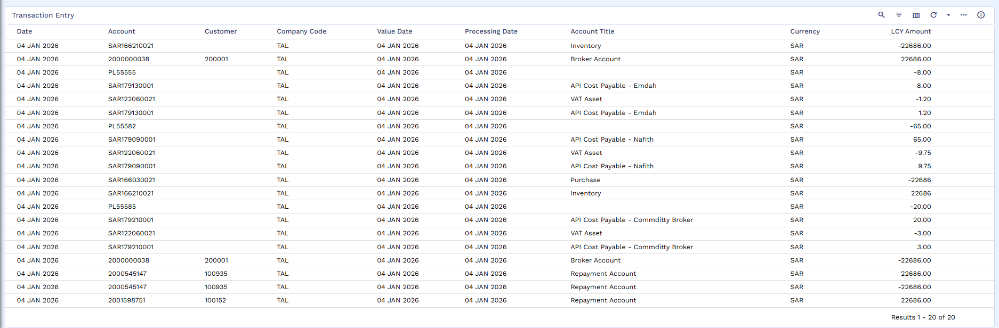 Transaction Entry
Date Account Customer Company Code Value Date Processing Date Account Title Currency LCY Amount
04 JAN 2026 SAR166210021 TAL 04 JAN 2026 04 JAN 2026 Inventory SAR -22686.00
04 JAN 2026 2000000038 200001 TAL 04 JAN 2026 04 JAN 2026 Broker Account SAR 22686.00
04 JAN 2026 PL55555 TAL 04 JAN 2026 04 JAN 2026 SAR -8.00
04 JAN 2026 SAR179130001 TAL 04 JAN 2026 04 JAN 2026 API Cost Payable - Emdah SAR 8.00
04 JAN 2026 SAR122060021 TAL 04 JAN 2026 04 JAN 2026 VAT Asset SAR -1.20
04 JAN 2026 SAR179130001 TAL 04 JAN 2026 04 JAN 2026 API Cost Payable - Emdah SAR 1.20
04 JAN 2026 PL55582 TAL 04 JAN 2026 04 JAN 2026 SAR -65.00
04 JAN 2026 SAR179090001 TAL 04 JAN 2026 04 JAN 2026 API Cost Payable - Nafith SAR 65.00
04 JAN 2026 SAR122060021 TAL 04 JAN 2026 04 JAN 2026 VAT Asset SAR -9.75
04 JAN 2026 SAR179090001 TAL 04 JAN 2026 04 JAN 2026 API Cost Payable - Nafith SAR 9.75
04 JAN 2026 SAR166030021 TAL 04 JAN 2026 04 JAN 2026 Purchase SAR -22686
04 JAN 2026 SAR166210021 TAL 04 JAN 2026 04 JAN 2026 Inventory SAR 22686
04 JAN 2026 PL55585 TAL 04 JAN 2026 04 JAN 2026 SAR -20.00
04 JAN 2026 SAR179210001 TAL 04 JAN 2026 04 JAN 2026 API Cost Payable - Commditty Broker SAR 20.00
04 JAN 2026 SAR122060021 TAL 04 JAN 2026 04 JAN 2026 VAT Asset SAR -3.00
04 JAN 2026 SAR179210001 TAL 04 JAN 2026 04 JAN 2026 API Cost Payable - Commditty Broker SAR 3.00
04 JAN 2026 2000000038 200001 TAL 04 JAN 2026 04 JAN 2026 Broker Account SAR -22686.00
04 JAN 2026 2000545147 100935 TAL 04 JAN 2026 04 JAN 2026 Repayment Account SAR 22686.00
04 JAN 2026 2000545147 100935 TAL 04 JAN 2026 04 JAN 2026 Repayment Account SAR -22686.00
04 JAN 2026 2001598751 100152 TAL 04 JAN 2026 04 JAN 2026 Repayment Account SAR 22686.00
Results 1 - 20 of 20